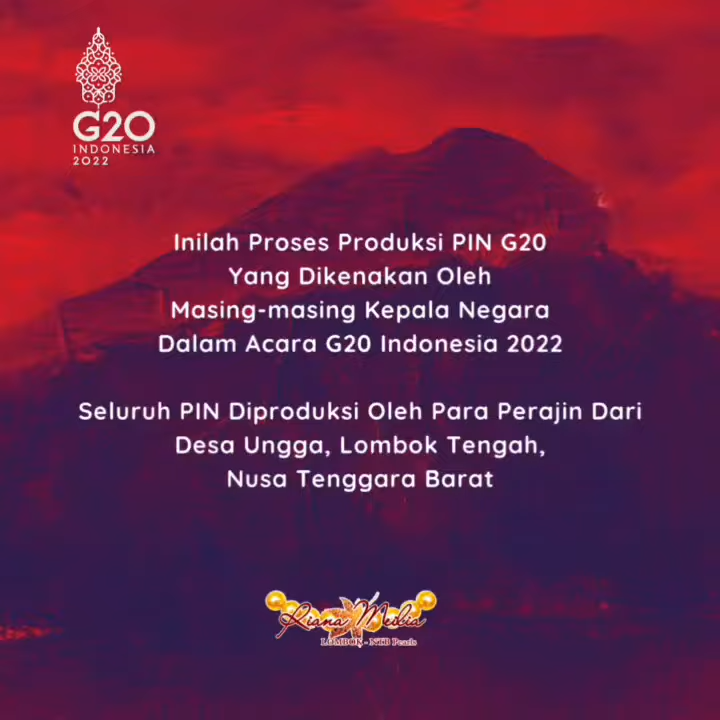 G20
INDONESIA
2022
Inilah Proses Produksi PIN G20
Yang Dikenakan Oleh
Masing-masing Kepala Negara
Dalam Acara G20 Indonesia 2022
Seluruh PIN Diproduksi Oleh Para Perajin Dari
Desa Ungga, Lombok Tengah,
Nusa Tenggara Barat
Riana Meilia
LOMBOK - NTB Pearls